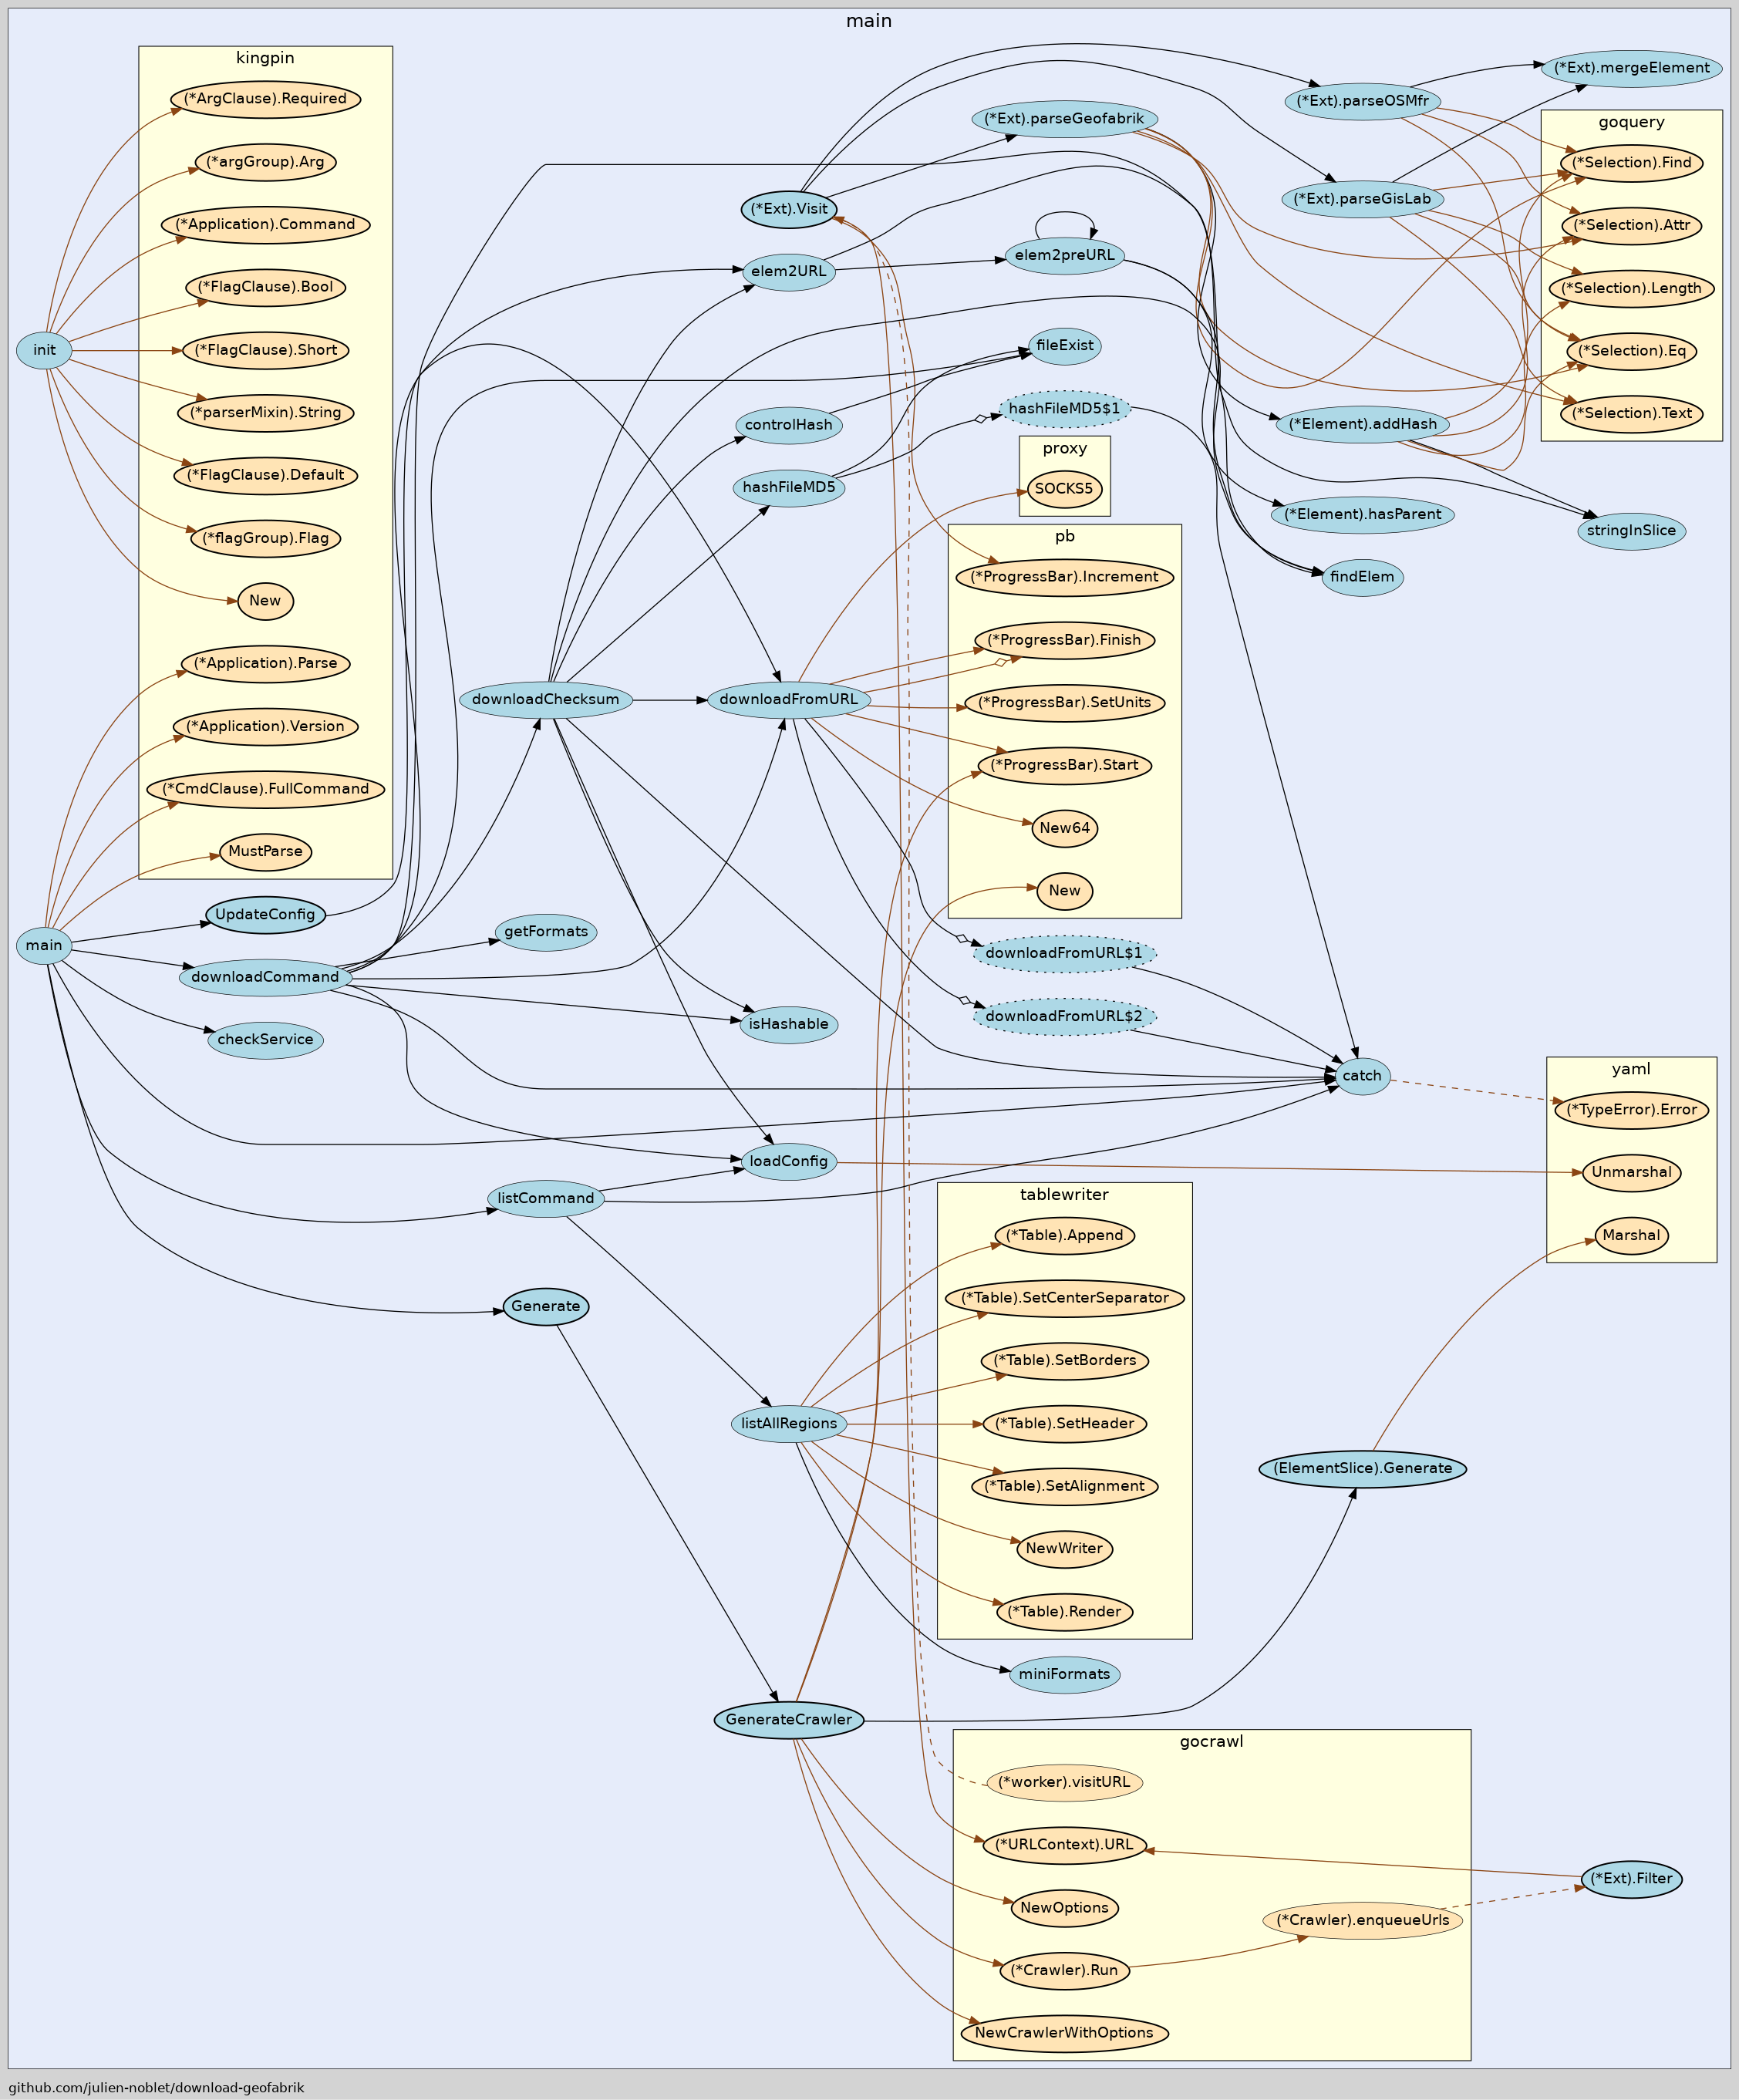 main
kingpin
(*ArgClause).Required
(*argGroup).Arg
(*Application).Command
(*FlagClause).Bool
(*FlagClause).Short
(*parserMixin).String
(*FlagClause).Default
(*flagGroup).Flag
New
(*Application).Parse
(*Application).Version
(*CmdClause).FullCommand
MustParse
init
main
UpdateConfig
downloadCommand
checkService
downloadChecksum
getFormats
listCommand
Generate
(*Ext).Visit
elem2URL
controlHash
hashFileMD5
downloadFromURL
isHashable
loadConfig
listAllRegions
GenerateCrawler
(*Ext).parseGeofabrik
elem2preURL
fileExist
hashFileMD5$1
proxy
SOCKS5
pb
(*ProgressBar).Increment
(*ProgressBar).Finish
(*ProgressBar).SetUnits
(*ProgressBar).Start
New64
New
downloadFromURL$1
downloadFromURL$2
tablewriter
(*Table).Append
(*Table).SetCenterSeparator
(*Table).SetBorders
(*Table).SetHeader
(*Table).SetAlignment
NewWriter
(*Table).Render
miniFormats
gocrawl
(*worker).visitURL
(*URLContext).URL
NewOptions
(*Crawler).Run
NewCrawlerWithOptions
(*Crawler).enqueueUrls
(*Ext).parseOSMfr
(*Ext).parseGisLab
(*Element).addHash
(*Element).hasParent
findElem
catch
(ElementSlice).Generate
(*Ext).mergeElement
goquery
(*Selection).Find
(*Selection).Attr
(*Selection).Length
(*Selection).Eq
(*Selection).Text
stringInSlice
yaml
(*TypeError).Error
Unmarshal
Marshal
(*Ext).Filter
github.com/julien-noblet/download-geofabrik